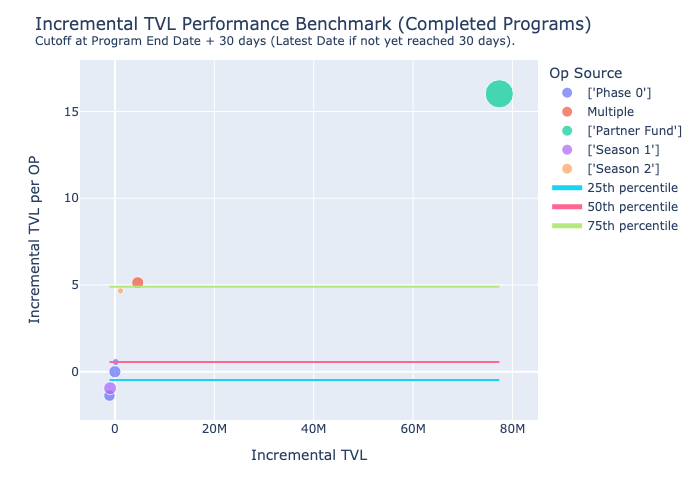 Incremental TVL Performance Benchmark (Completed Programs)
Cutoff at Program End Date + 30 days (Latest Date if not yet reached 30 days).
Op Source
['Phase 0']
Multiple
['Partner Fund']
['Season 1']
['Season 2']
25th percentile
50th percentile
75th percentile
Incremental TVL per OP
15
10
5
0
0
20M
40M
60M
80M
Incremental TVL